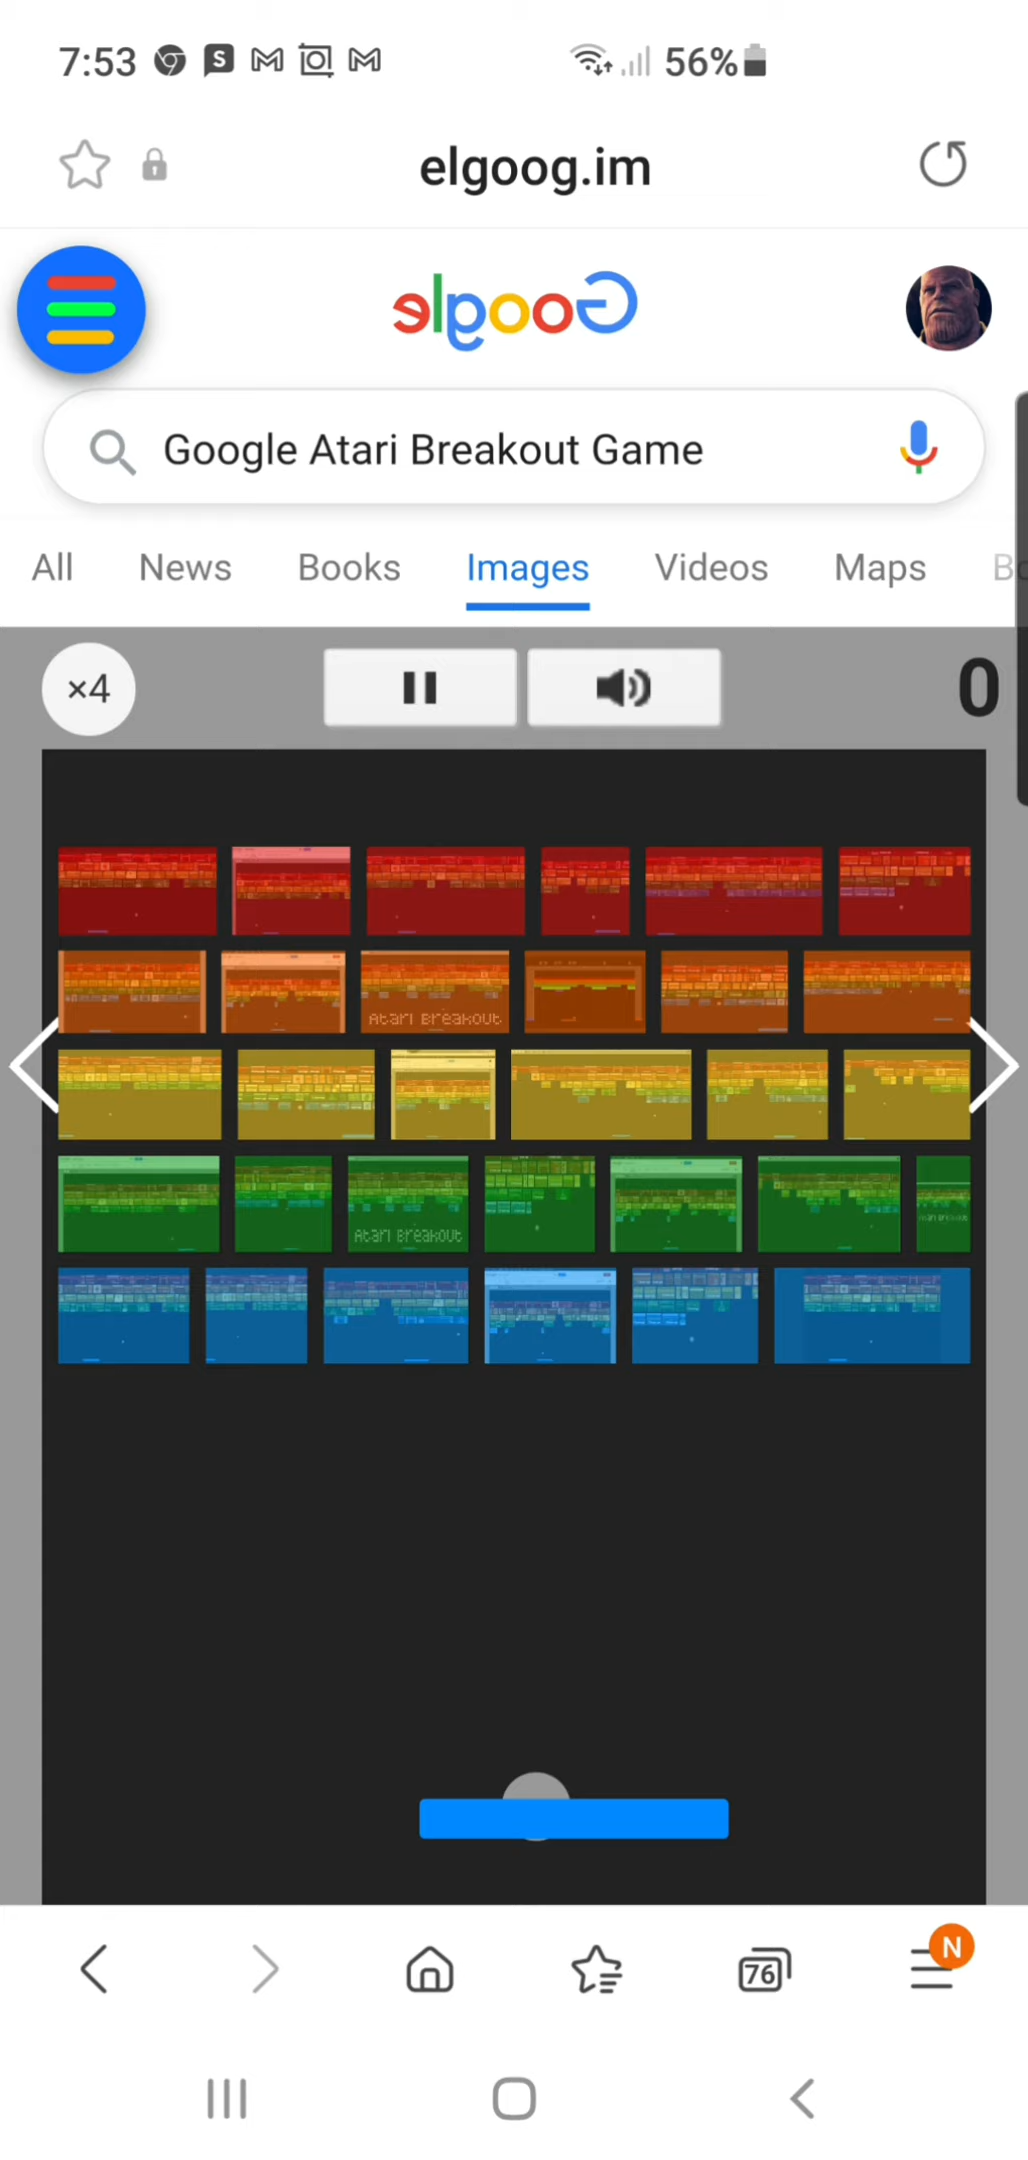 7:53 S 56%
elgoog.im
elgooG
Google Atari Breakout Game
All News Books Images Videos Maps
×4 0
Atari Breakout
Atari Breakout
76 N